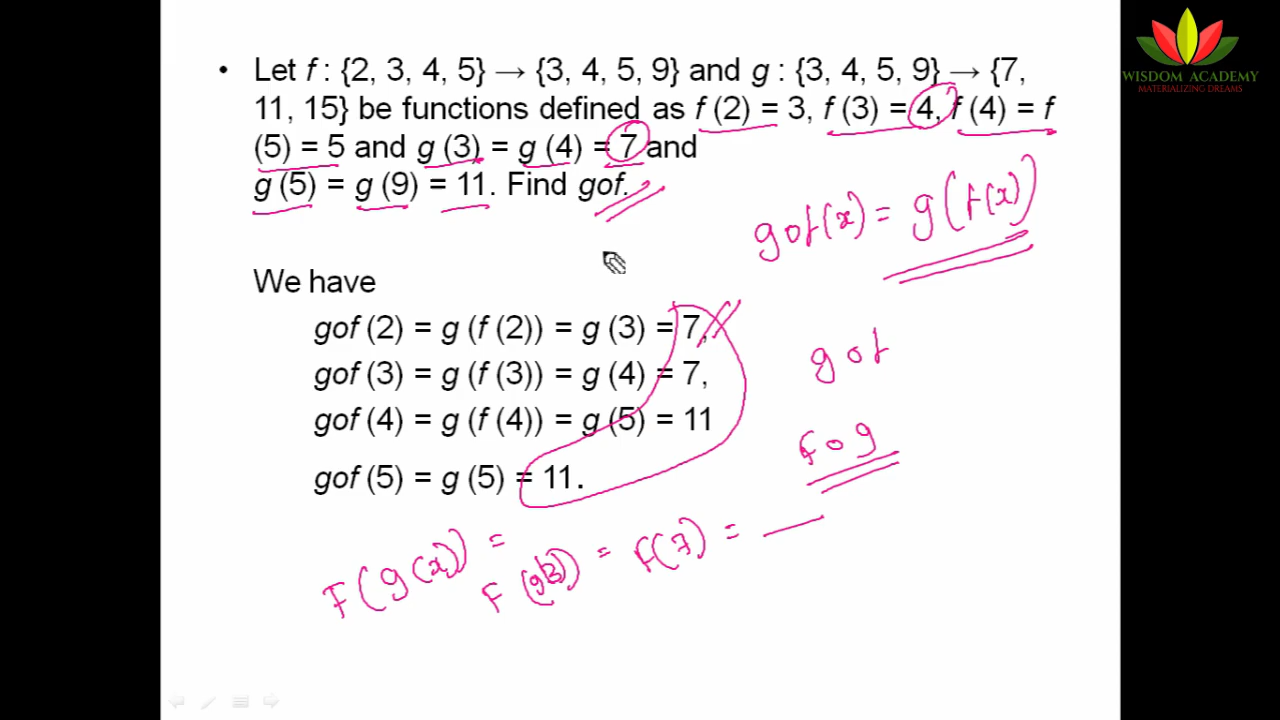 WISDOM ACADEMY
MATERIALIZING DREAMS
• Let f : {2, 3, 4, 5} → {3, 4, 5, 9} and g : {3, 4, 5, 9} → {7,
11, 15} be functions defined as f (2) = 3, f (3) = 4, f (4) = f
(5) = 5 and g (3) = g (4) = 7 and
g (5) = g (9) = 11. Find gof.
gof(x) = g(f(x))
We have
gof (2) = g (f (2)) = g (3) = 7,
gof (3) = g (f (3)) = g (4) = 7,
gof
gof (4) = g (f (4)) = g (5) = 11
fog
gof (5) = g (5) = 11.
F(g(x)) =
F(g(3)) = F(7) =